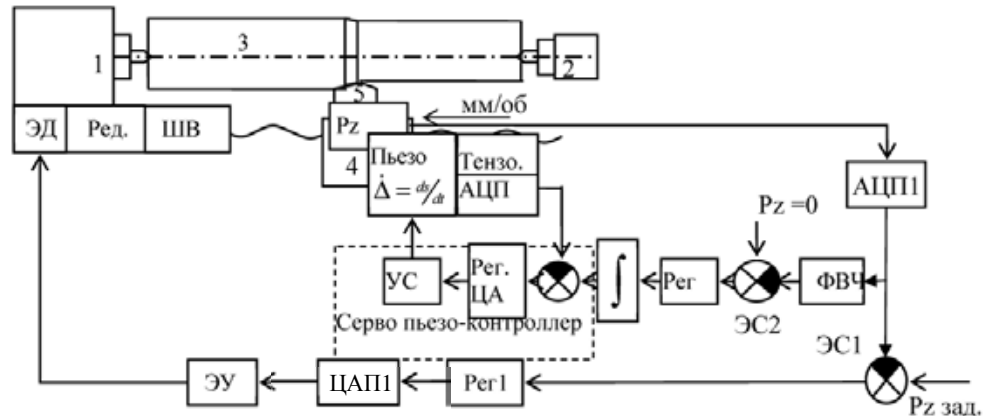 3
1
2
5
мм/об
ЭД
Ред.
ШВ
Pz
4
Пьезо
Δ̇ = ds/dt
Тензо.
АЦП
АЦП1
Pz =0
УС
Рег.
ЦА
∫
Рег
ФВЧ
ЭС2
Серво пьезо-контроллер
ЭС1
ЭУ
ЦАП1
Рег1
Pz зад.